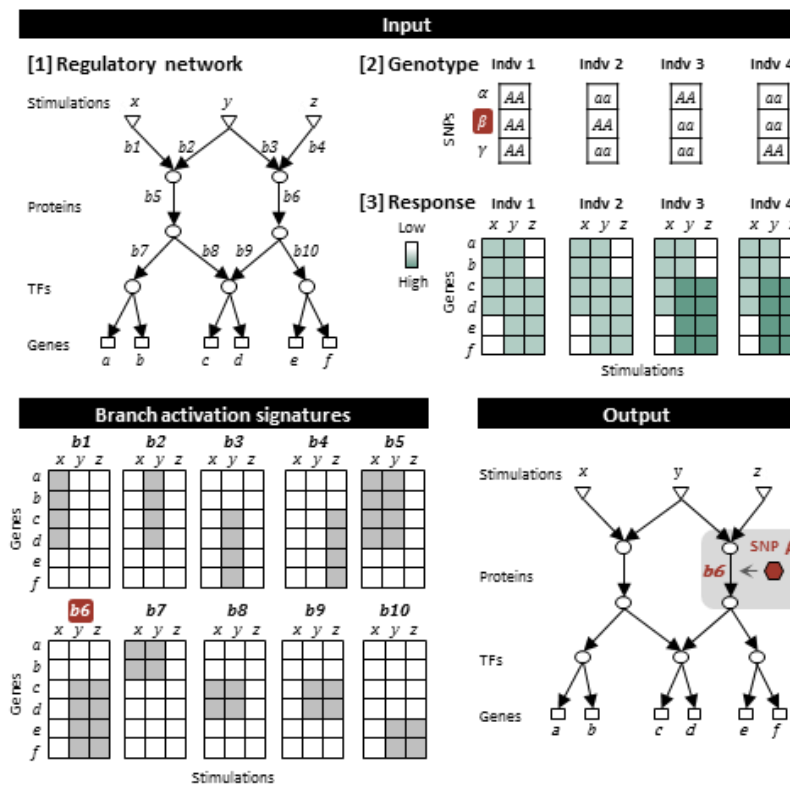 Input
[1] Regulatory network
Stimulations x y z
b1 b2 b3 b4
b5 b6
Proteins
b7 b8 b9 b10
TFs
Genes
a b c d e f
[2] Genotype Indv 1 Indv 2 Indv 3 Indv 4
SNPs
α AA aa AA aa
β AA AA aa aa
γ AA aa aa AA
[3] Response Indv 1 Indv 2 Indv 3 Indv 4
Low
High
x y z x y z x y z x y
Genes
a
b
c
d
e
f
Stimulations
Branch activation signatures
b1 b2 b3 b4 b5
x y z x y z x y z x y z x y z
Genes
a
b
c
d
e
f
b6 b7 b8 b9 b10
x y z x y z x y z x y z x y z
Genes
a
b
c
d
e
f
Stimulations
Output
Stimulations x y z
SNP
b6
Proteins
TFs
Genes
a b c d e f